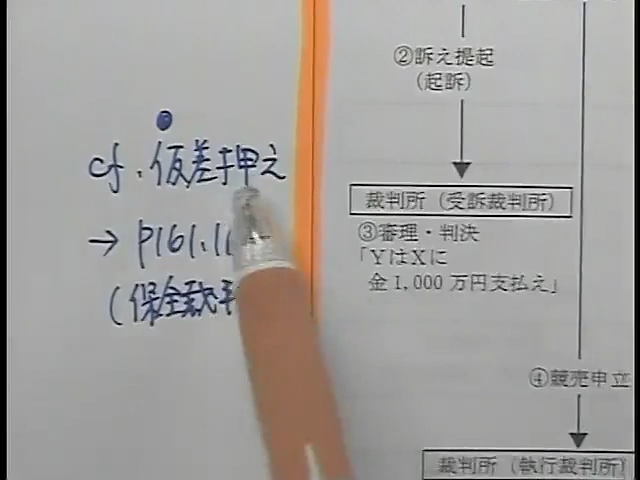 cf. 仮差押え
→ P161.1
(保全
②訴え提起
(起訴)
裁判所（受訴裁判所）
③審理・判決
「YはXに
金1,000万円支払え」
④競売申立
裁判所（執行裁判所）